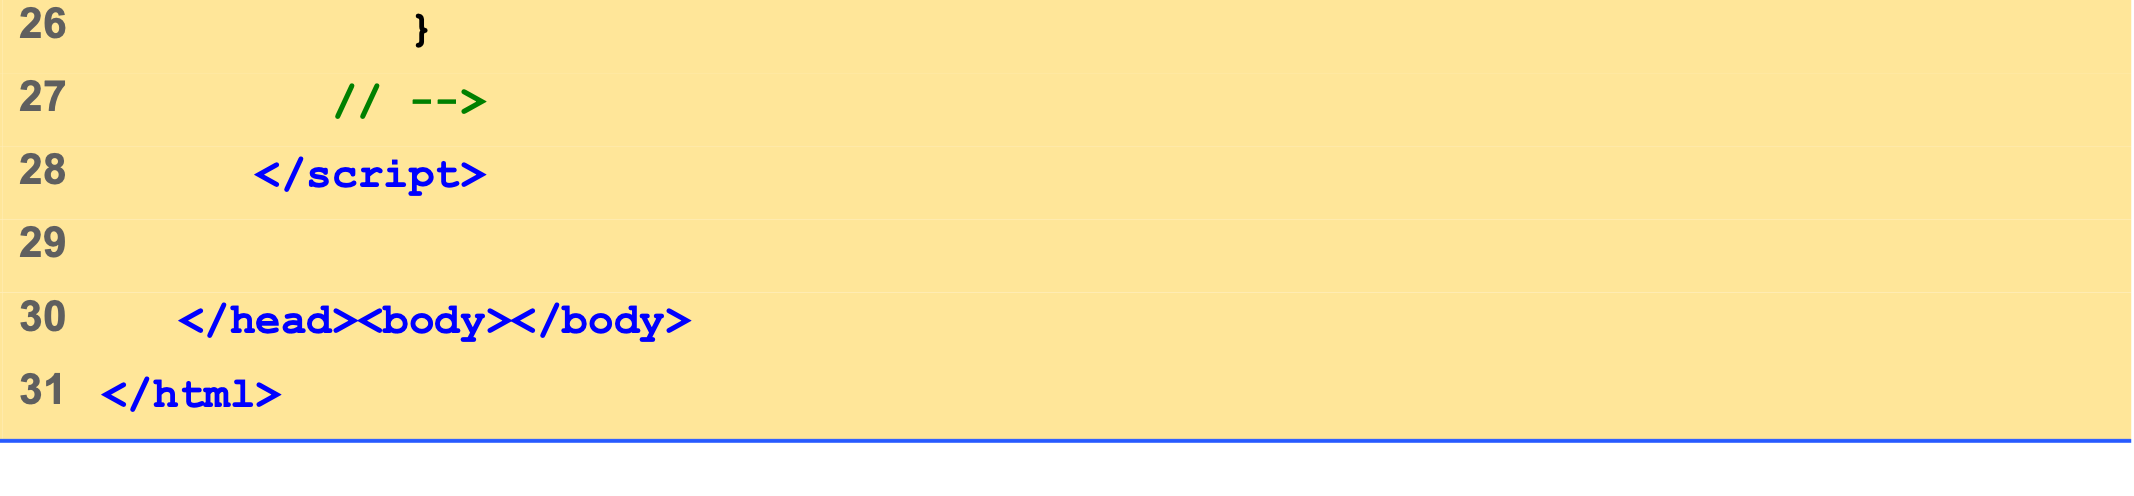 26 }
27 // -->
28 </script>
29
30 </head><body></body>
31 </html>